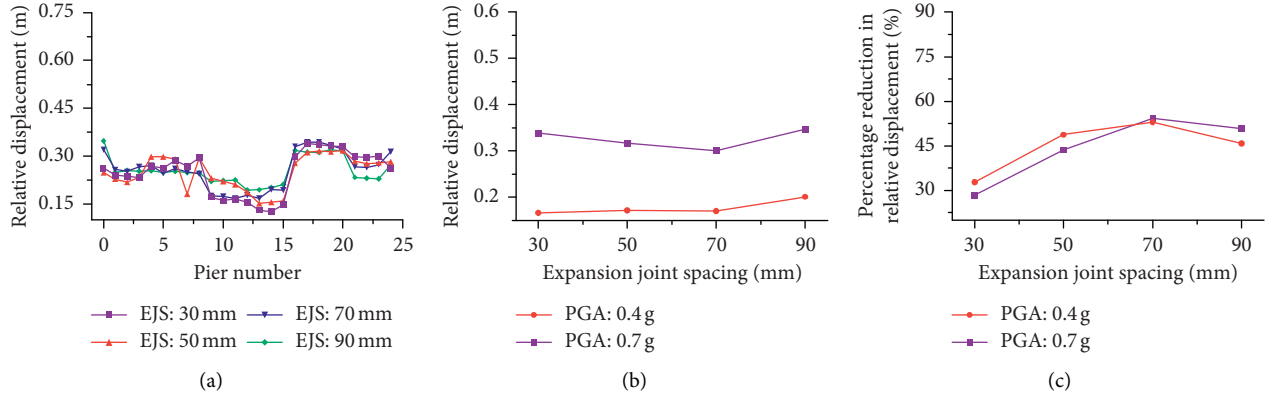 Relative displacement (m)
0.75
0.60
0.45
0.30
0.15
0 5 10 15 20 25
Pier number
EJS: 30 mm
EJS: 70 mm
EJS: 50 mm
EJS: 90 mm
(a)
Relative displacement (m)
0.6
0.5
0.4
0.3
0.2
30 50 70 90
Expansion joint spacing (mm)
PGA: 0.4 g
PGA: 0.7 g
(b)
Percentage reduction in
relative displacement (%)
90
75
60
45
30
30 50 70 90
Expansion joint spacing (mm)
PGA: 0.4 g
PGA: 0.7 g
(c)